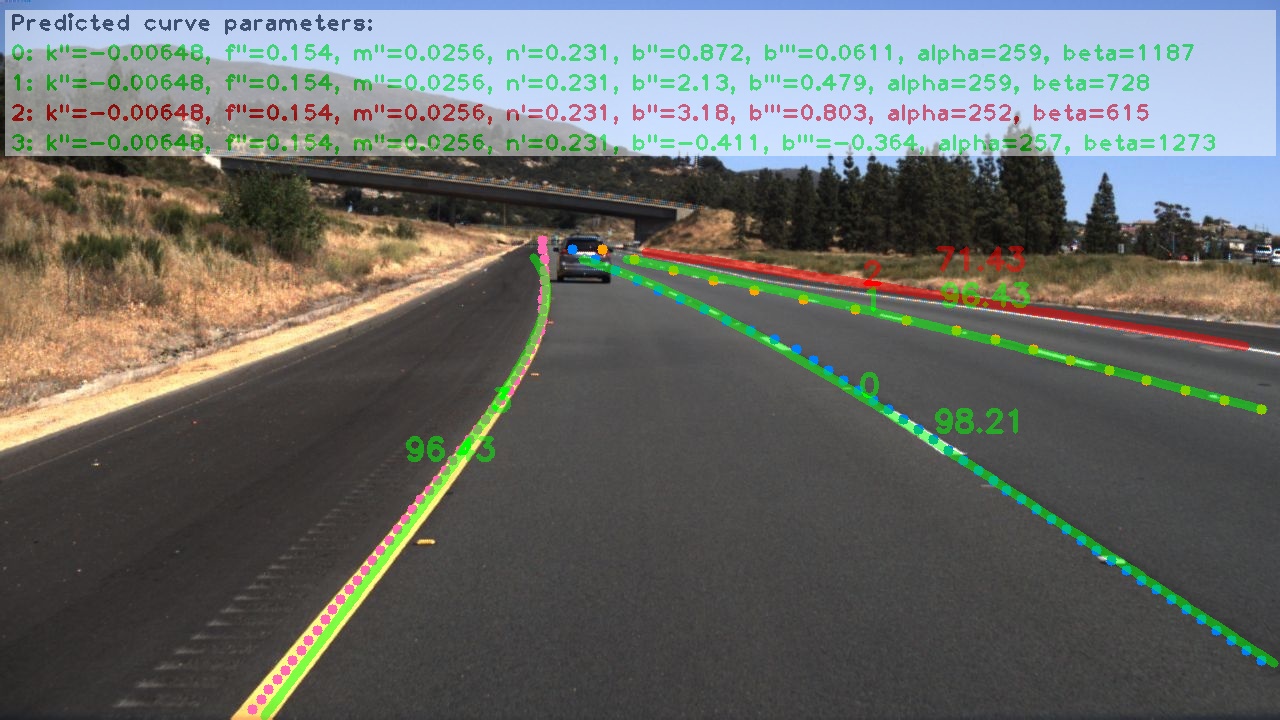 Predicted curve parameters:
0: k"=-0.00648, f"=0.154, m"=0.0256, n'=0.231, b"=0.872, b'''=0.0611, alpha=259, beta=1187
1: k"=-0.00648, f"=0.154, m"=0.0256, n'=0.231, b"=2.13, b'''=0.479, alpha=259, beta=728
2: k"=-0.00648, f"=0.154, m"=0.0256, n'=0.231, b"=3.18, b'''=0.803, alpha=252, beta=615
3: k"=-0.00648, f"=0.154, m"=0.0256, n'=0.231, b"=-0.411, b'''=-0.364, alpha=257, beta=1273
2 71.43
1 96.43
0 98.21
3
96.43